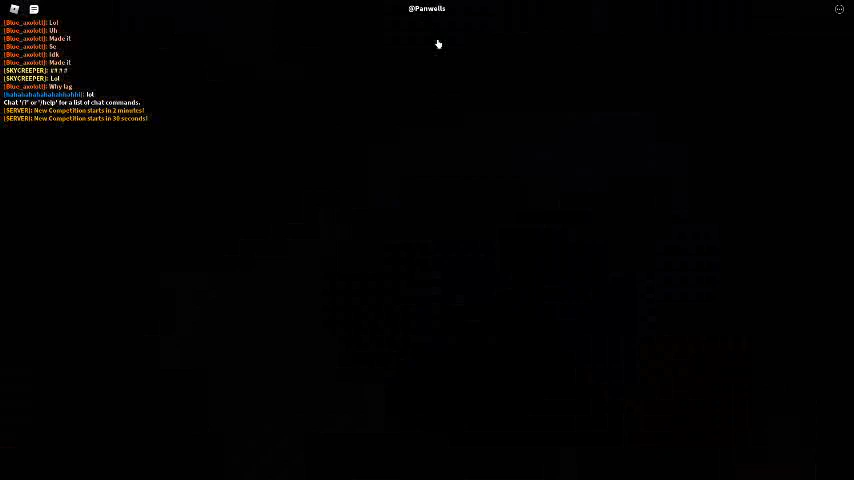 @Panwells
[Blue_axolotl]: Lol
[Blue_axolotl]: Uh
[Blue_axolotl]: Made it
[Blue_axolotl]: Se
[Blue_axolotl]: Idk
[Blue_axolotl]: Made it
[SKYCREEPER]: ####
[SKYCREEPER]: Lol
[Blue_axolotl]: Why lag
lol
Chat '/?' or '/help' for a list of chat commands.
[SERVER]: New Competition starts in 2 minutes!
[SERVER]: New Competition starts in 30 seconds!